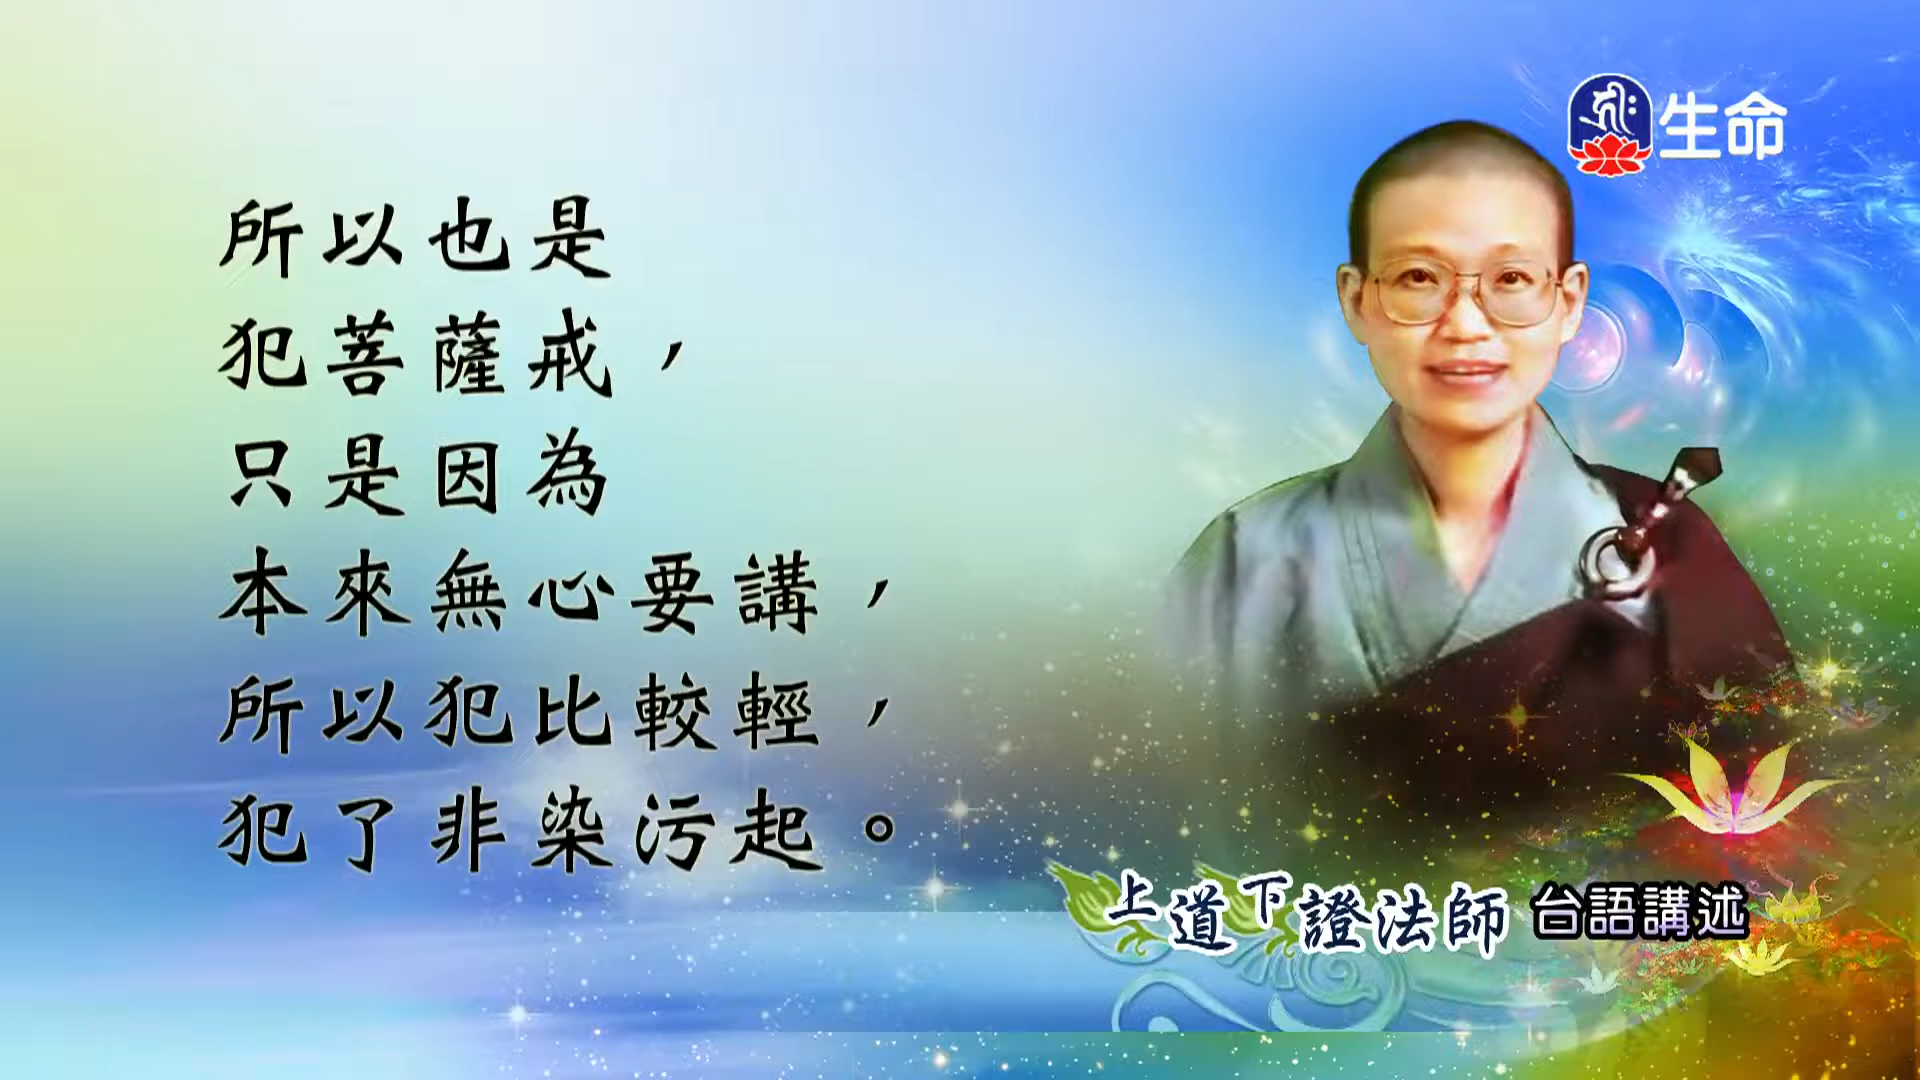 生命
所以也是
犯菩薩戒，
只是因為
本來無心要講，
所以犯比較輕，
犯了非染污起。
上道下證法師 台語講述